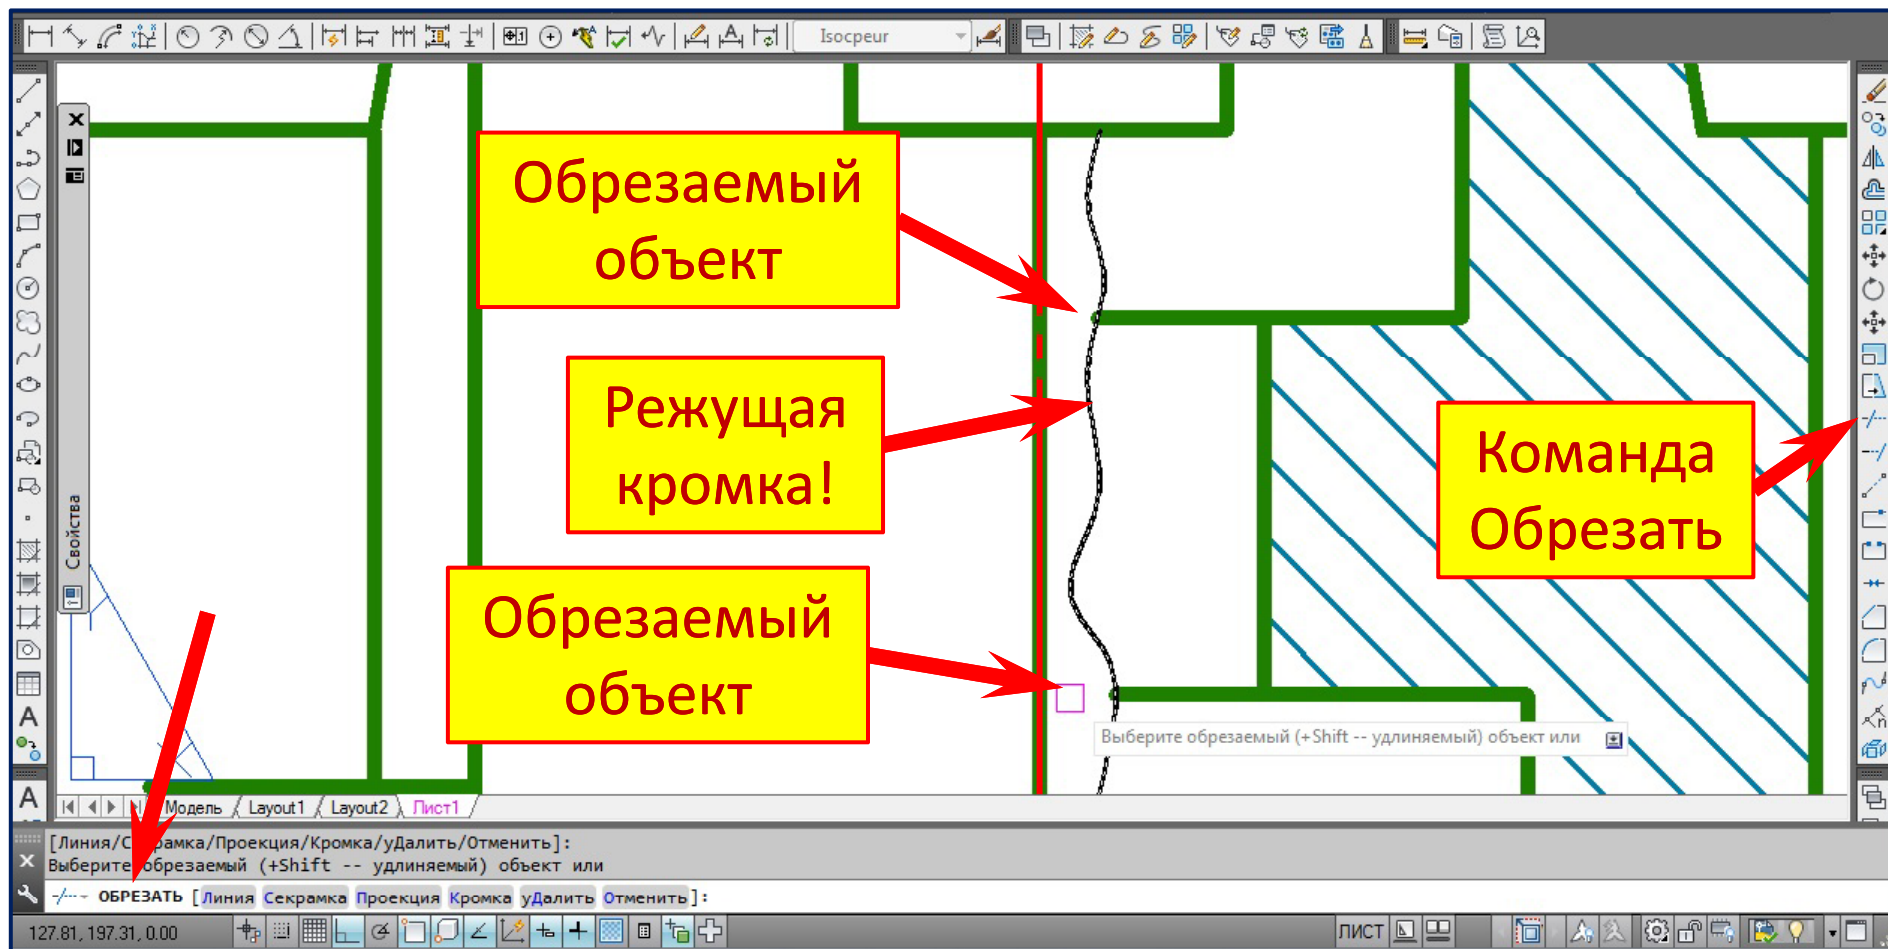 Isocpeur
Обрезаемый
объект
Режущая
кромка!
Команда
Обрезать
Свойства
Обрезаемый
объект
Выберите обрезаемый (+Shift -- удлиняемый) объект или
Модель Layout1 Layout2 Лист1
[Линия/С рамка/Проекция/Кромка/уДалить/Отменить]:
Выберите обрезаемый (+Shift -- удлиняемый) объект или
ОБРЕЗАТЬ [Линия Секрамка Проекция Кромка уДалить Отменить]:
127.81, 197.31, 0.00 ЛИСТ